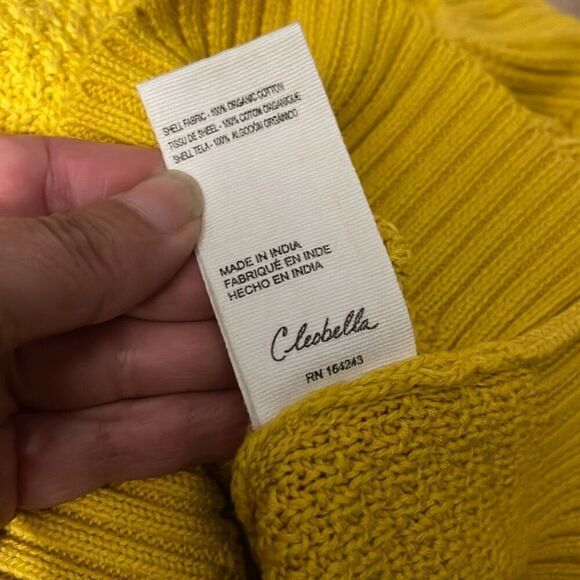 SHELL FABRIC - 100% ORGANIC COTTON
TISSU DE SHEEL - 100% COTON ORGANIQUE
SHELL TELA - 100% ALGODÓN ORGÁNICO
MADE IN INDIA
FABRIQUÉ EN INDE
HECHO EN INDIA
Cleobella
RN 164243